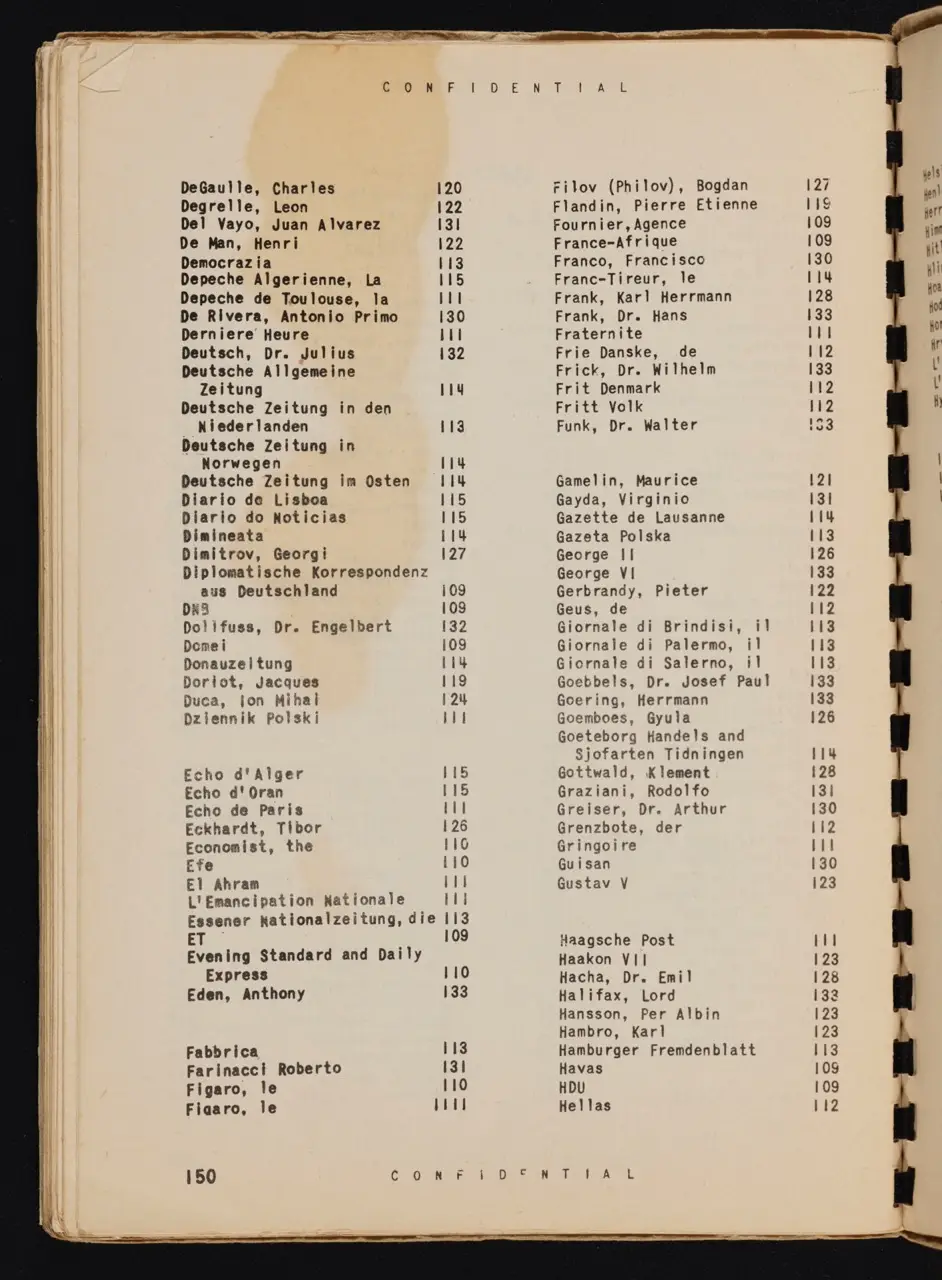 CONFIDENTIAL
DeGaulle, Charles 120
Degrelle, Leon 122
Del Vayo, Juan Alvarez 131
De Man, Henri 122
Democrazia 113
Depeche Algerienne, La 115
Depeche de Toulouse, la 111
De Rivera, Antonio Primo 130
Derniere Heure 111
Deutsch, Dr. Julius 132
Deutsche Allgemeine
Zeitung 114
Deutsche Zeitung in den
Niederlanden 113
Deutsche Zeitung in
Norwegen 114
Deutsche Zeitung im Osten 114
Diario de Lisboa 115
Diario do Noticias 115
Dimineata 114
Dimitrov, Georgi 127
Diplomatische Korrespondenz
aus Deutschland 109
DNB 109
Dollfuss, Dr. Engelbert 132
Domei 109
Donauzeitung 114
Doriot, Jacques 119
Duca, Ion Mihai 124
Dziennik Polski 111
Echo d'Alger 115
Echo d'Oran 115
Echo de Paris 111
Eckhardt, Tibor 126
Economist, the 110
Efe 110
El Ahram 111
L'Emancipation Nationale 111
Essener Nationalzeitung, die 113
ET 109
Evening Standard and Daily
Express 110
Eden, Anthony 133
Fabbrica 113
Farinacci Roberto 131
Figaro, le 110
Figaro, le 1111
Filov (Philov), Bogdan 127
Flandin, Pierre Etienne 119
Fournier,Agence 109
France-Afrique 109
Franco, Francisco 130
Franc-Tireur, le 114
Frank, Karl Herrmann 128
Frank, Dr. Hans 133
Fraternite 111
Frie Danske, de 112
Frick, Dr. Wilhelm 133
Frit Denmark 112
Fritt Volk 112
Funk, Dr. Walter 133
Gamelin, Maurice 121
Gayda, Virginio 131
Gazette de Lausanne 114
Gazeta Polska 113
George II 126
George VI 133
Gerbrandy, Pieter 122
Geus, de 112
Giornale di Brindisi, il 113
Giornale di Palermo, il 113
Giornale di Salerno, il 113
Goebbels, Dr. Josef Paul 133
Goering, Herrmann 133
Goemboes, Gyula 126
Goeteborg Handels and
Sjofarten Tidningen 114
Gottwald, Klement 128
Graziani, Rodolfo 131
Greiser, Dr. Arthur 130
Grenzbote, der 112
Gringoire 111
Guisan 130
Gustav V 123
Haagsche Post 111
Haakon VII 123
Hacha, Dr. Emil 128
Halifax, Lord 133
Hansson, Per Albin 123
Hambro, Karl 123
Hamburger Fremdenblatt 113
Havas 109
HDU 109
Hellas 112
150 CONFIDENTIAL